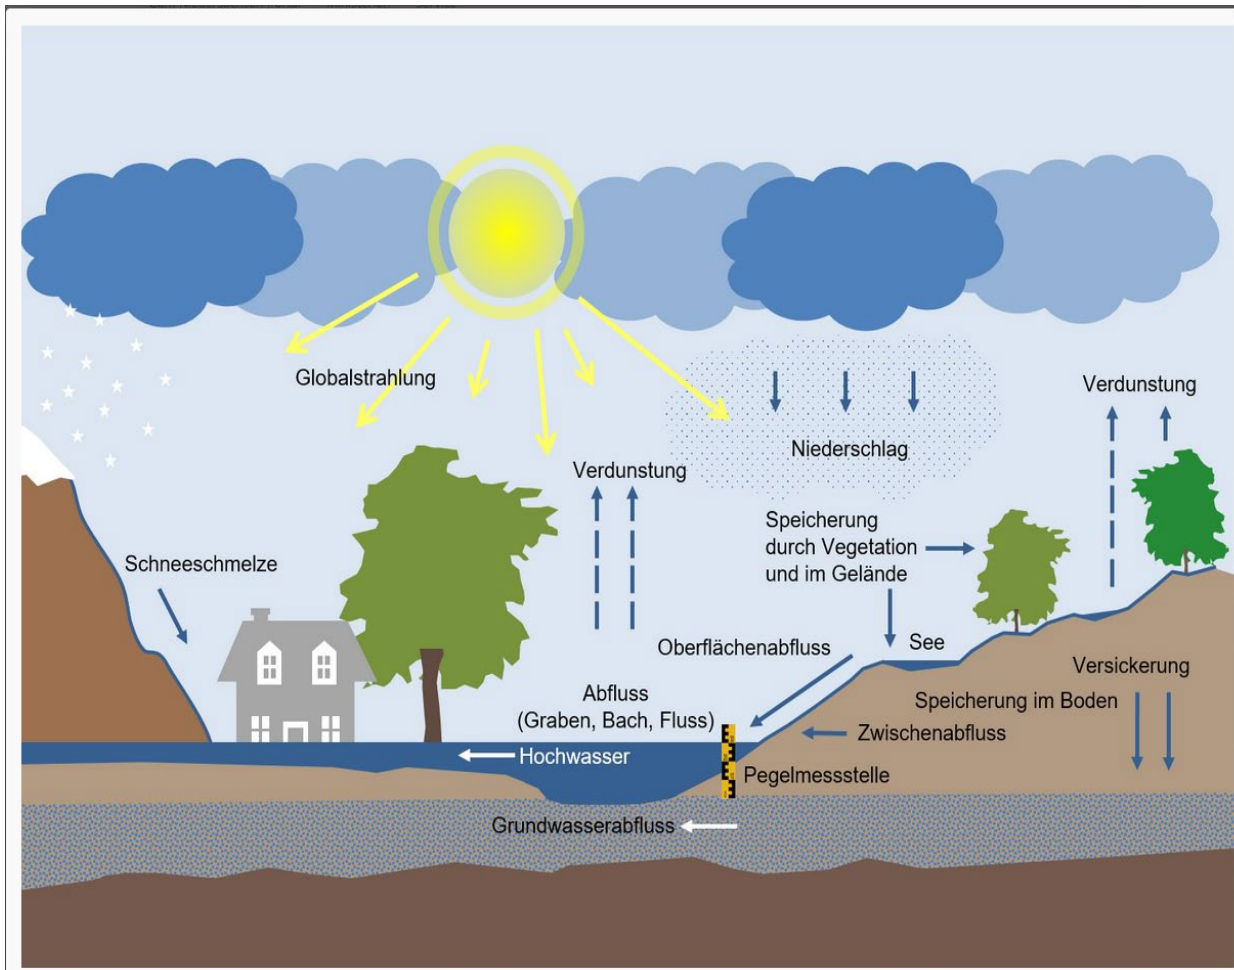 Globalstrahlung
Verdunstung
Niederschlag
Verdunstung
Speicherung
durch Vegetation
und im Gelände
Schneeschmelze
Oberflächenabfluss
See
Versickerung
Abfluss
(Graben, Bach, Fluss)
Speicherung im Boden
Zwischenabfluss
Hochwasser
Pegelmessstelle
Grundwasserabfluss